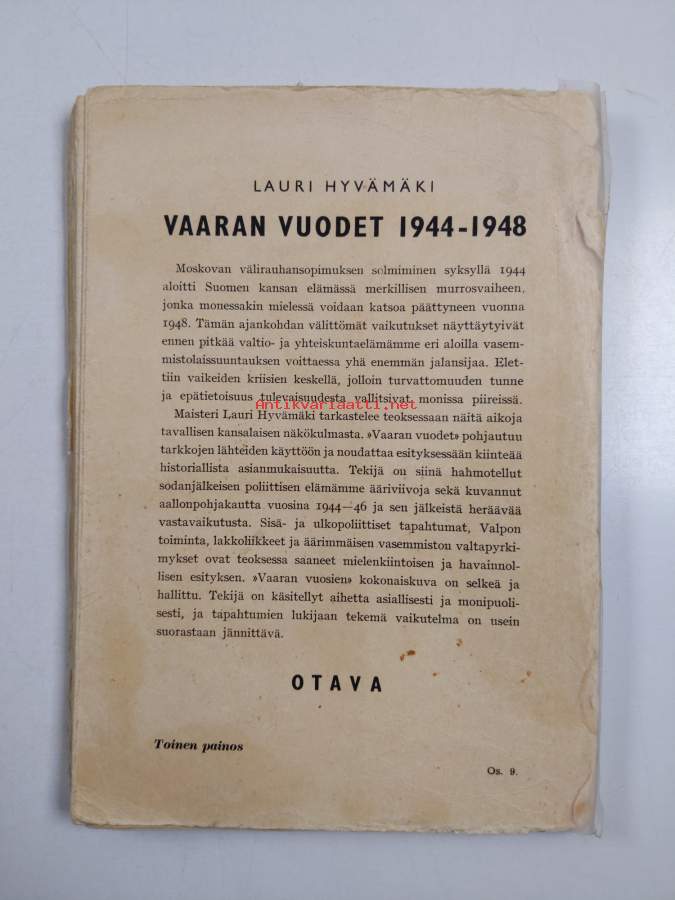 LAURI HYVÄMÄKI
VAARAN VUODET 1944-1948
Moskovan välirauhansopimuksen solmiminen syksyllä 1944
aloitti Suomen kansan elämässä merkillisen murrosvaiheen,
jonka monessakin mielessä voidaan katsoa päättyneen vuonna
1948. Tämän ajankohdan välittömät vaikutukset näyttäytyivät
ennen pitkää valtio- ja yhteiskuntaelämämme eri aloilla vasem-
mistolaissuuntauksen voittaessa yhä enemmän jalansijaa. Elet-
tiin vaikeiden kriisien keskellä, jolloin turvattomuuden tunne
ja epätietoisuus tulevaisuudesta vallitsivat monissa piireissä.
Antikvariaatti.net
Maisteri Lauri Hyvämäki tarkastelee teoksessaan näitä aikoja
tavallisen kansalaisen näkökulmasta. »Vaaran vuodet» pohjautuu
tarkkojen lähteiden käyttöön ja noudattaa esityksessään kiinteää
historiallista asianmukaisuutta. Tekijä on siinä hahmotellut
sodanjälkeisen poliittisen elämämme ääriviivoja sekä kuvannut
aallonpohjakautta vuosina 1944—46 ja sen jälkeistä heräävää
vastavaikutusta. Sisä- ja ulkopoliittiset tapahtumat, Valpon
toiminta, lakkoliikkeet ja äärimmäisen vasemmiston valtapyrki-
mykset ovat teoksessa saaneet mielenkiintoisen ja havainnol-
lisen esityksen. »Vaaran vuosien» kokonaiskuva on selkeä ja
hallittu. Tekijä on käsitellyt aihetta asiallisesti ja monipuoli-
sesti, ja tapahtumien lukijaan tekemä vaikutelma on usein
suorastaan jännittävä.
OTAVA
Toinen painos
Os. 9.